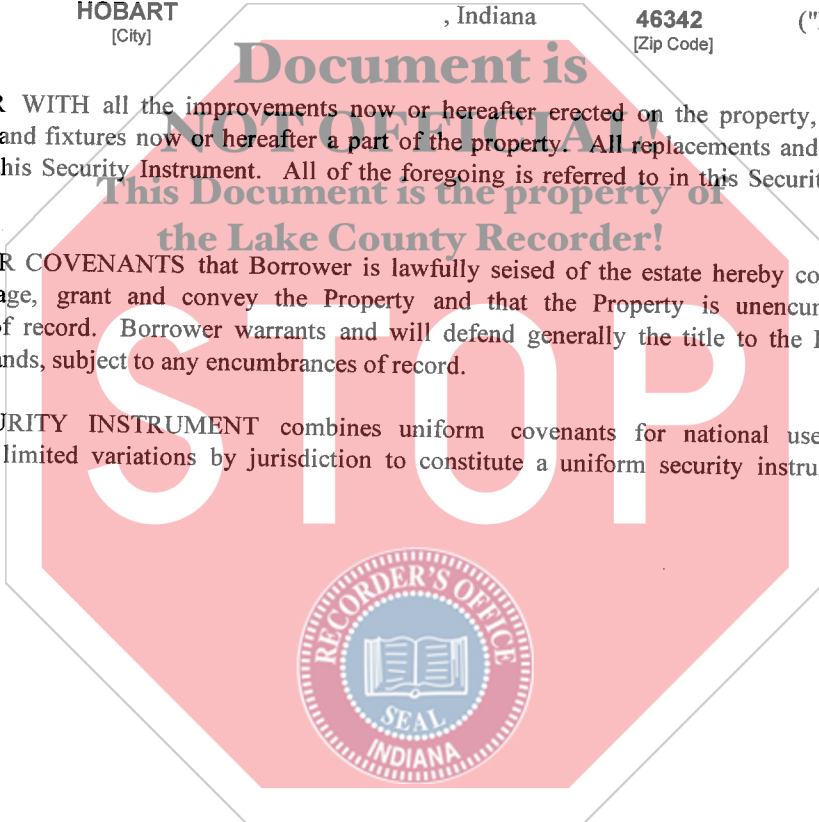 HOBART , Indiana 46342 ("
[City] [Zip Code]
Document is
R WITH all the improvements now or hereafter erected on the property,
NOT OFFICIAL!
and fixtures now or hereafter a part of the property. All replacements and
his Security Instrument. All of the foregoing is referred to in this Securit
This Document is the property of
the Lake County Recorder!
R COVENANTS that Borrower is lawfully seised of the estate hereby co
age, grant and convey the Property and that the Property is unencum
of record. Borrower warrants and will defend generally the title to the
ands, subject to any encumbrances of record.
STOP
URITY INSTRUMENT combines uniform covenants for national use
limited variations by jurisdiction to constitute a uniform security instru
RECORDER'S OFFICE
SEAL
INDIANA